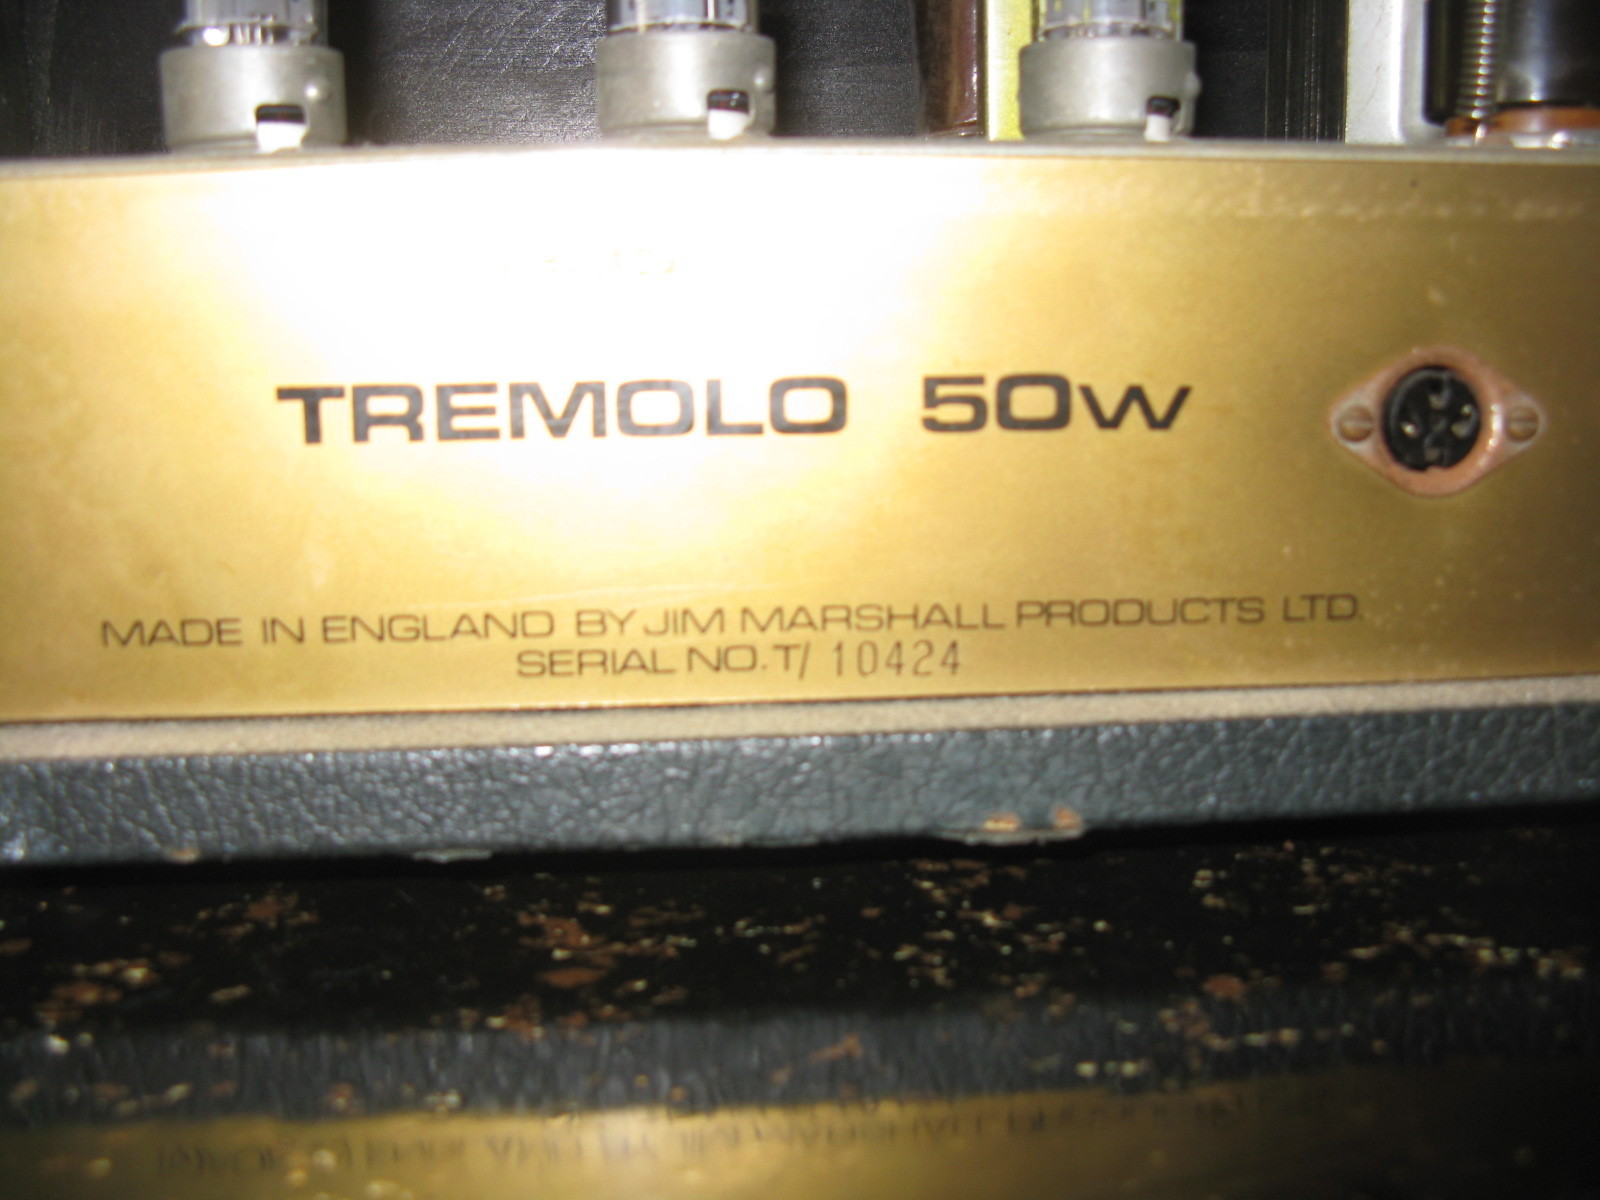 TREMOLO 50W
MADE IN ENGLAND BY JIM MARSHALL PRODUCTS LTD.
SERIAL NO. T/ 10424